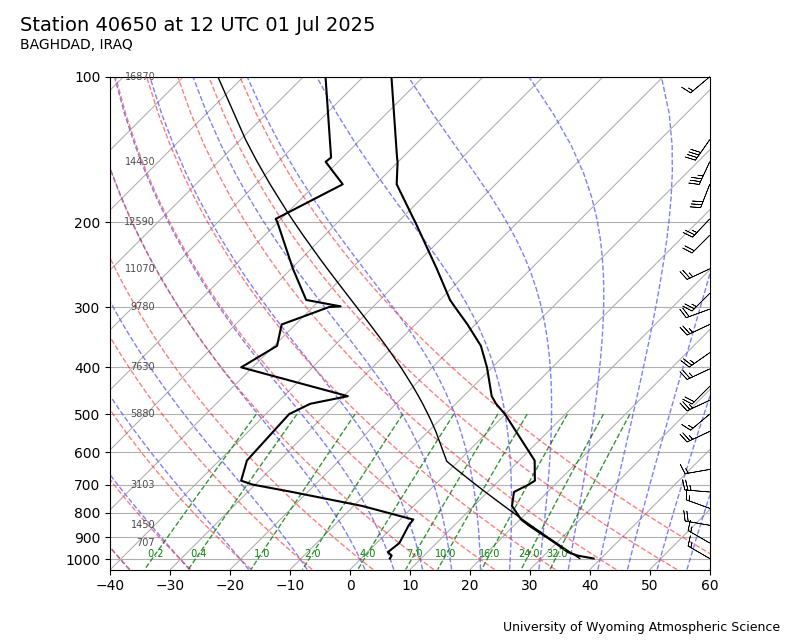 Station 40650 at 12 UTC 01 Jul 2025
BAGHDAD, IRAQ
100 16870
14430
200 12590
11070
300 9780
400 7630
500 5880
600
700 3103
800
1450
900
707
1000 0.2 0.4 1.0 2.0 4.0 7.0 10.0 16.0 24.0 32.0
−40 −30 −20 −10 0 10 20 30 40 50 60
University of Wyoming Atmospheric Science